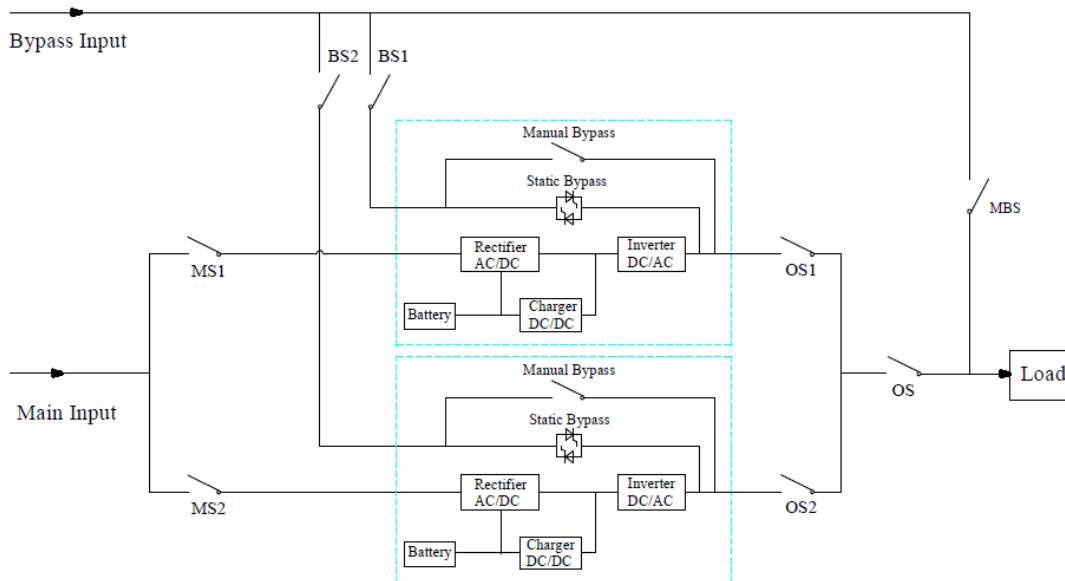 Bypass Input
BS2
BS1
Manual Bypass
Static Bypass
MBS
MS1
Rectifier
AC/DC
Inverter
DC/AC
OS1
Battery
Charger
DC/DC
Main Input
Manual Bypass
OS
Load
Static Bypass
MS2
Rectifier
AC/DC
Inverter
DC/AC
OS2
Battery
Charger
DC/DC